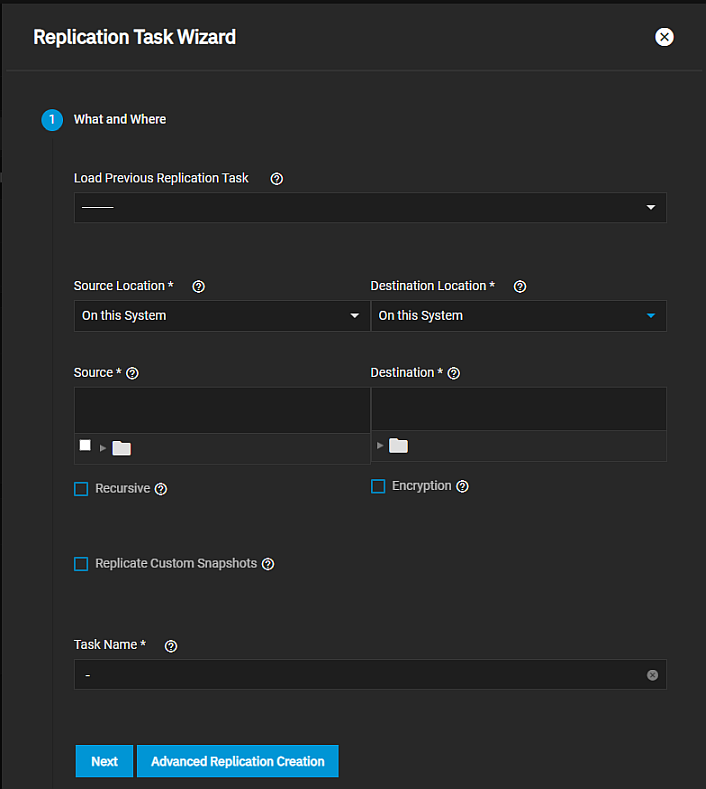 Replication Task Wizard
1 What and Where
Load Previous Replication Task
———
Source Location * Destination Location *
On this System On this System
Source * Destination *
Recursive Encryption
Replicate Custom Snapshots
Task Name *
-
Next Advanced Replication Creation